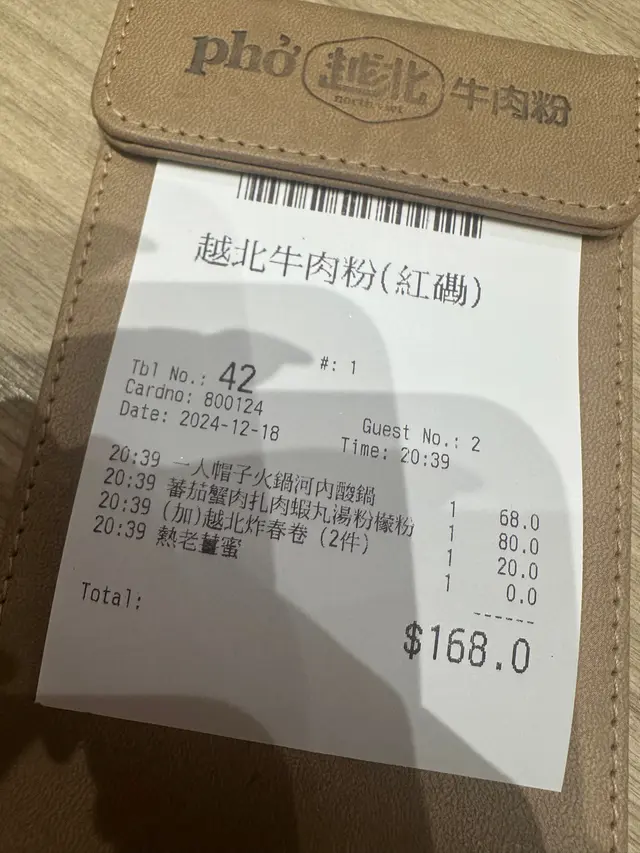 phở 越北 牛肉粉
越北牛肉粉(紅磡)
#: 1
Tbl No.: 42
Cardno: 800124
Guest No.: 2
Date: 2024-12-18 Time: 20:39
20:39 一人帽子火鍋河內酸鍋 1 68.0
20:39 蕃茄蟹肉扎肉蝦丸湯粉檬粉 1 80.0
20:39 (加)越北炸春卷 (2件) 1 20.0
20:39 熱老薑蜜 1 0.0
Total: $168.0